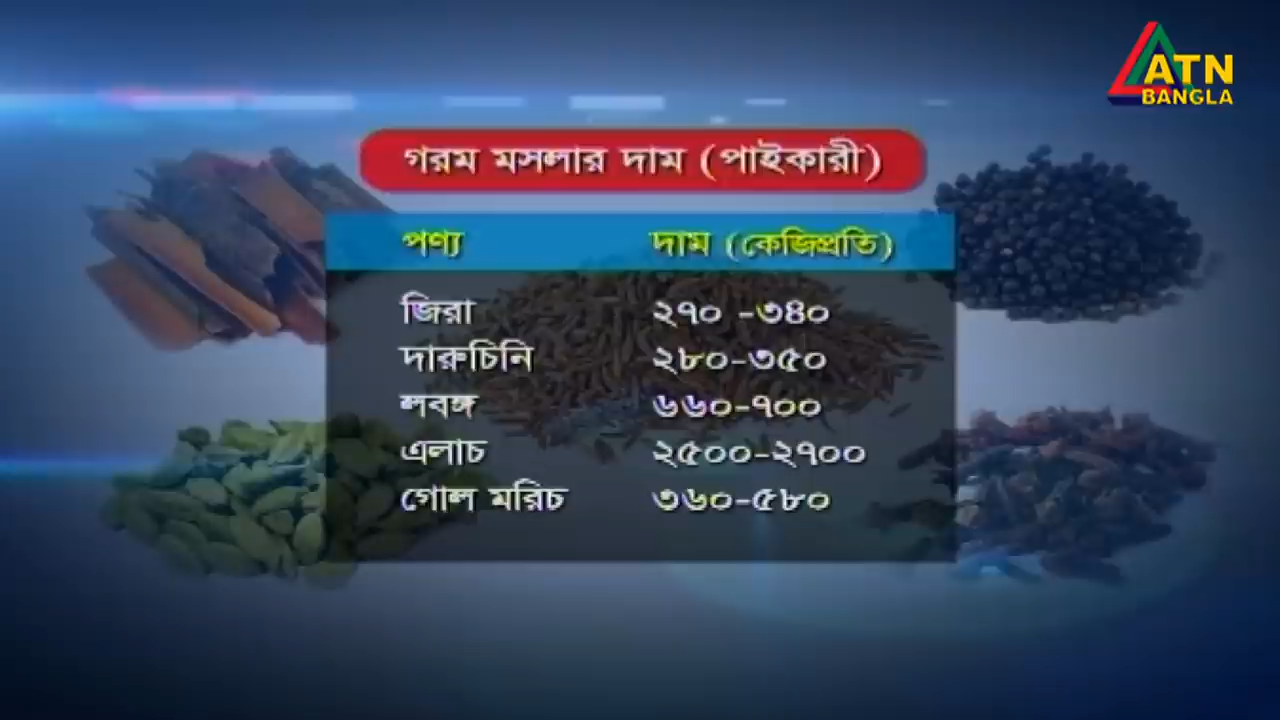 ATN
BANGLA
গরম মসলার দাম (পাইকারী)
পণ্য দাম (কেজিপ্রতি)
জিরা ২৭০ -৩৪০
দারুচিনি ২৮০-৩৫০
লবঙ্গ ৬৬০-৭০০
এলাচ ২৫০০-২৭০০
গোল মরিচ ৩৬০-৫৮০